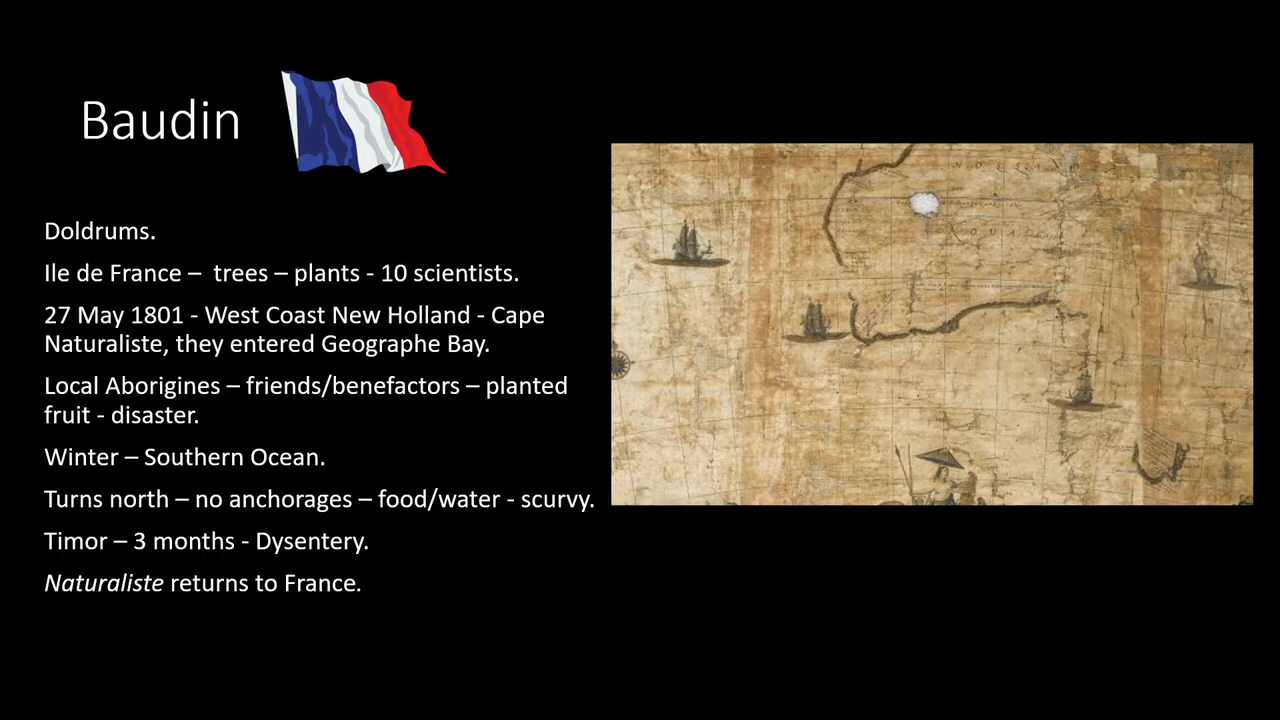 Baudin
Doldrums.
Ile de France – trees – plants - 10 scientists.
27 May 1801 - West Coast New Holland - Cape
Naturaliste, they entered Geographe Bay.
Local Aborigines – friends/benefactors – planted
fruit - disaster.
Winter – Southern Ocean.
Turns north – no anchorages – food/water - scurvy.
Timor – 3 months - Dysentery.
Naturaliste returns to France.